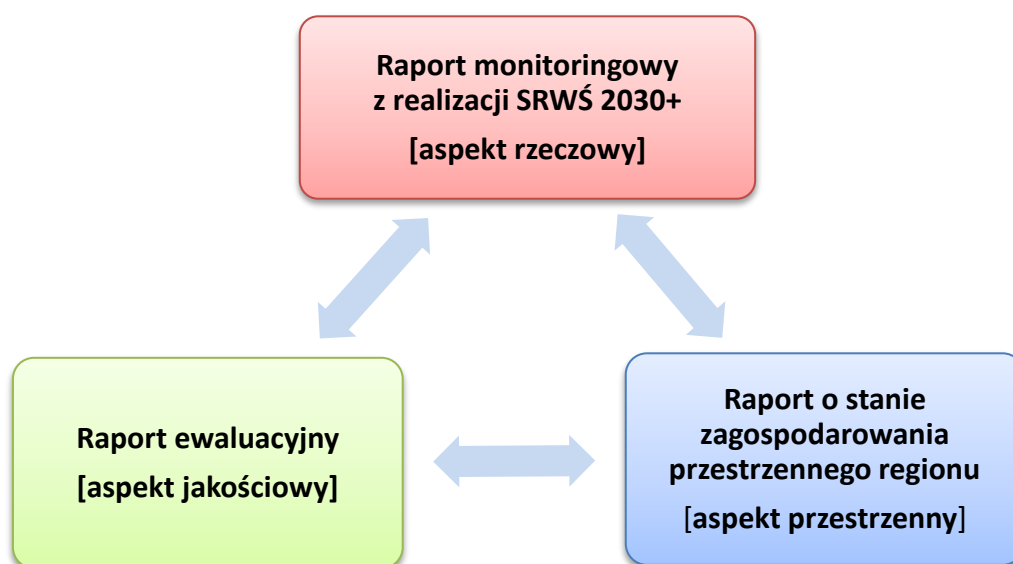 Raport monitoringowy
z realizacji SRWŚ 2030+
[aspekt rzeczowy]
Raport ewaluacyjny
[aspekt jakościowy]
Raport o stanie
zagospodarowania
przestrzennego regionu
[aspekt przestrzenny]